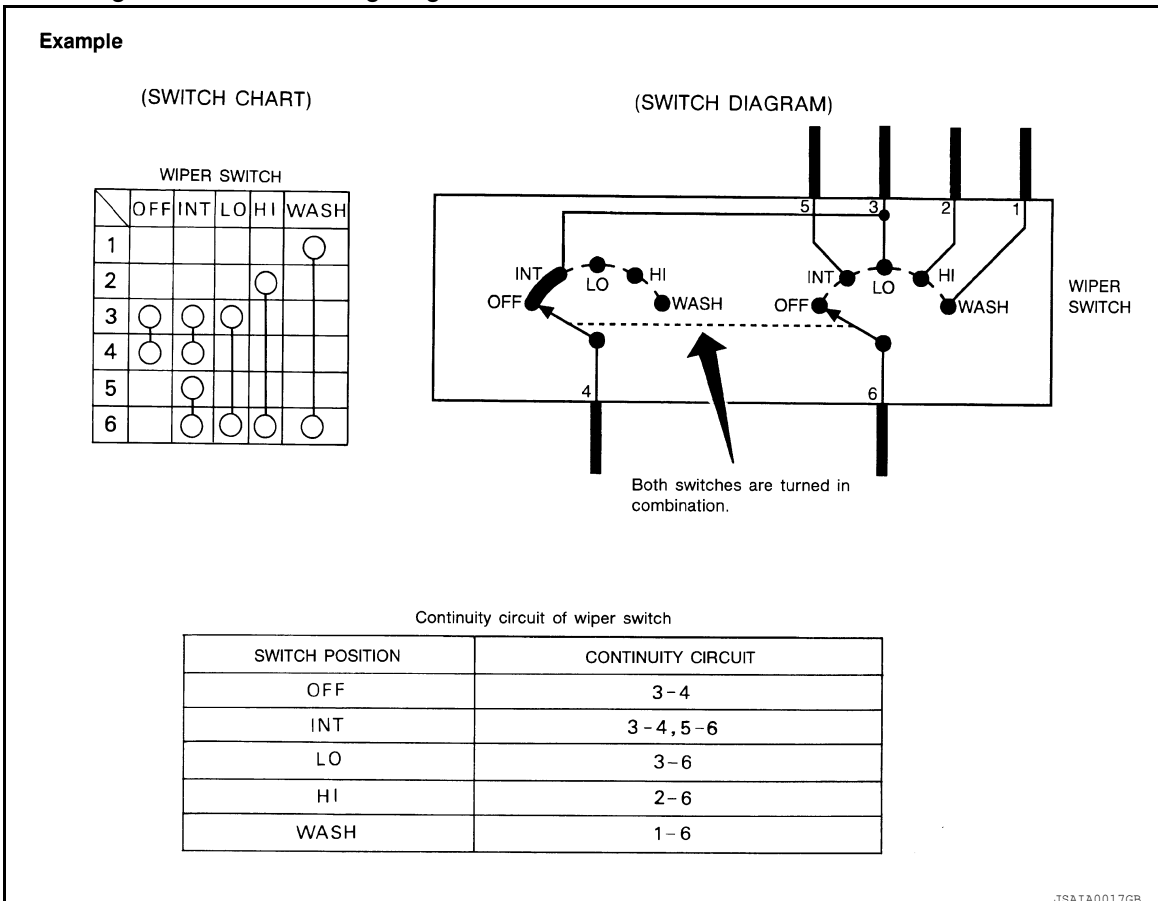 Example
(SWITCH CHART)
WIPER SWITCH
OFF INT LO HI WASH
1
2
3
4
5
6
(SWITCH DIAGRAM)
5 3 2 1
INT LO HI
OFF WASH
INT LO HI
OFF WASH
WIPER
SWITCH
4 6
Both switches are turned in
combination.
Continuity circuit of wiper switch
SWITCH POSITION CONTINUITY CIRCUIT
OFF 3-4
INT 3-4,5-6
LO 3-6
HI 2-6
WASH 1-6
JSAIA0017GB